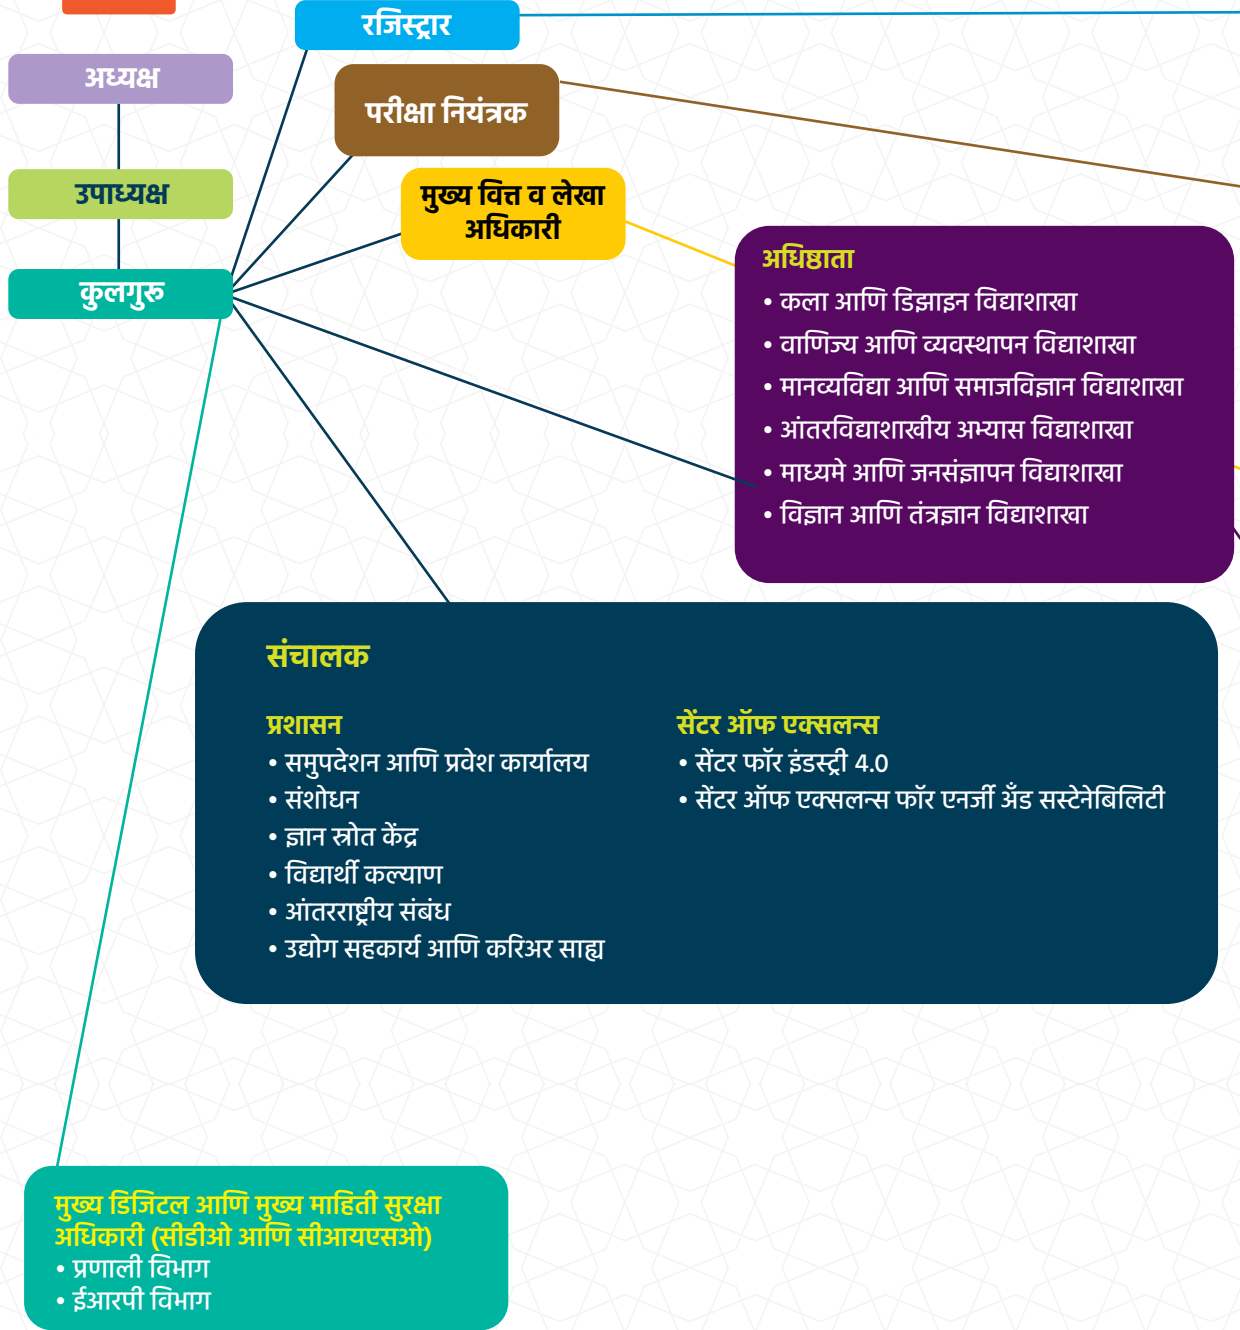 रजिस्ट्रार
अध्यक्ष
परीक्षा नियंत्रक
उपाध्यक्ष
मुख्य वित्त व लेखा
अधिकारी
कुलगुरू
अधिष्ठाता
• कला आणि डिझाइन विद्याशाखा
• वाणिज्य आणि व्यवस्थापन विद्याशाखा
• मानव्यविद्या आणि समाजविज्ञान विद्याशाखा
• आंतरविद्याशाखीय अभ्यास विद्याशाखा
• माध्यमे आणि जनसंज्ञापन विद्याशाखा
• विज्ञान आणि तंत्रज्ञान विद्याशाखा
संचालक
प्रशासन
• समुपदेशन आणि प्रवेश कार्यालय
• संशोधन
• ज्ञान स्रोत केंद्र
• विद्यार्थी कल्याण
• आंतरराष्ट्रीय संबंध
• उद्योग सहकार्य आणि करिअर साह्य
सेंटर ऑफ एक्सलन्स
• सेंटर फॉर इंडस्ट्री 4.0
• सेंटर ऑफ एक्सलन्स फॉर एनर्जी अँड सस्टेनेबिलिटी
मुख्य डिजिटल आणि मुख्य माहिती सुरक्षा
अधिकारी (सीडीओ आणि सीआयएसओ)
• प्रणाली विभाग
• ईआरपी विभाग